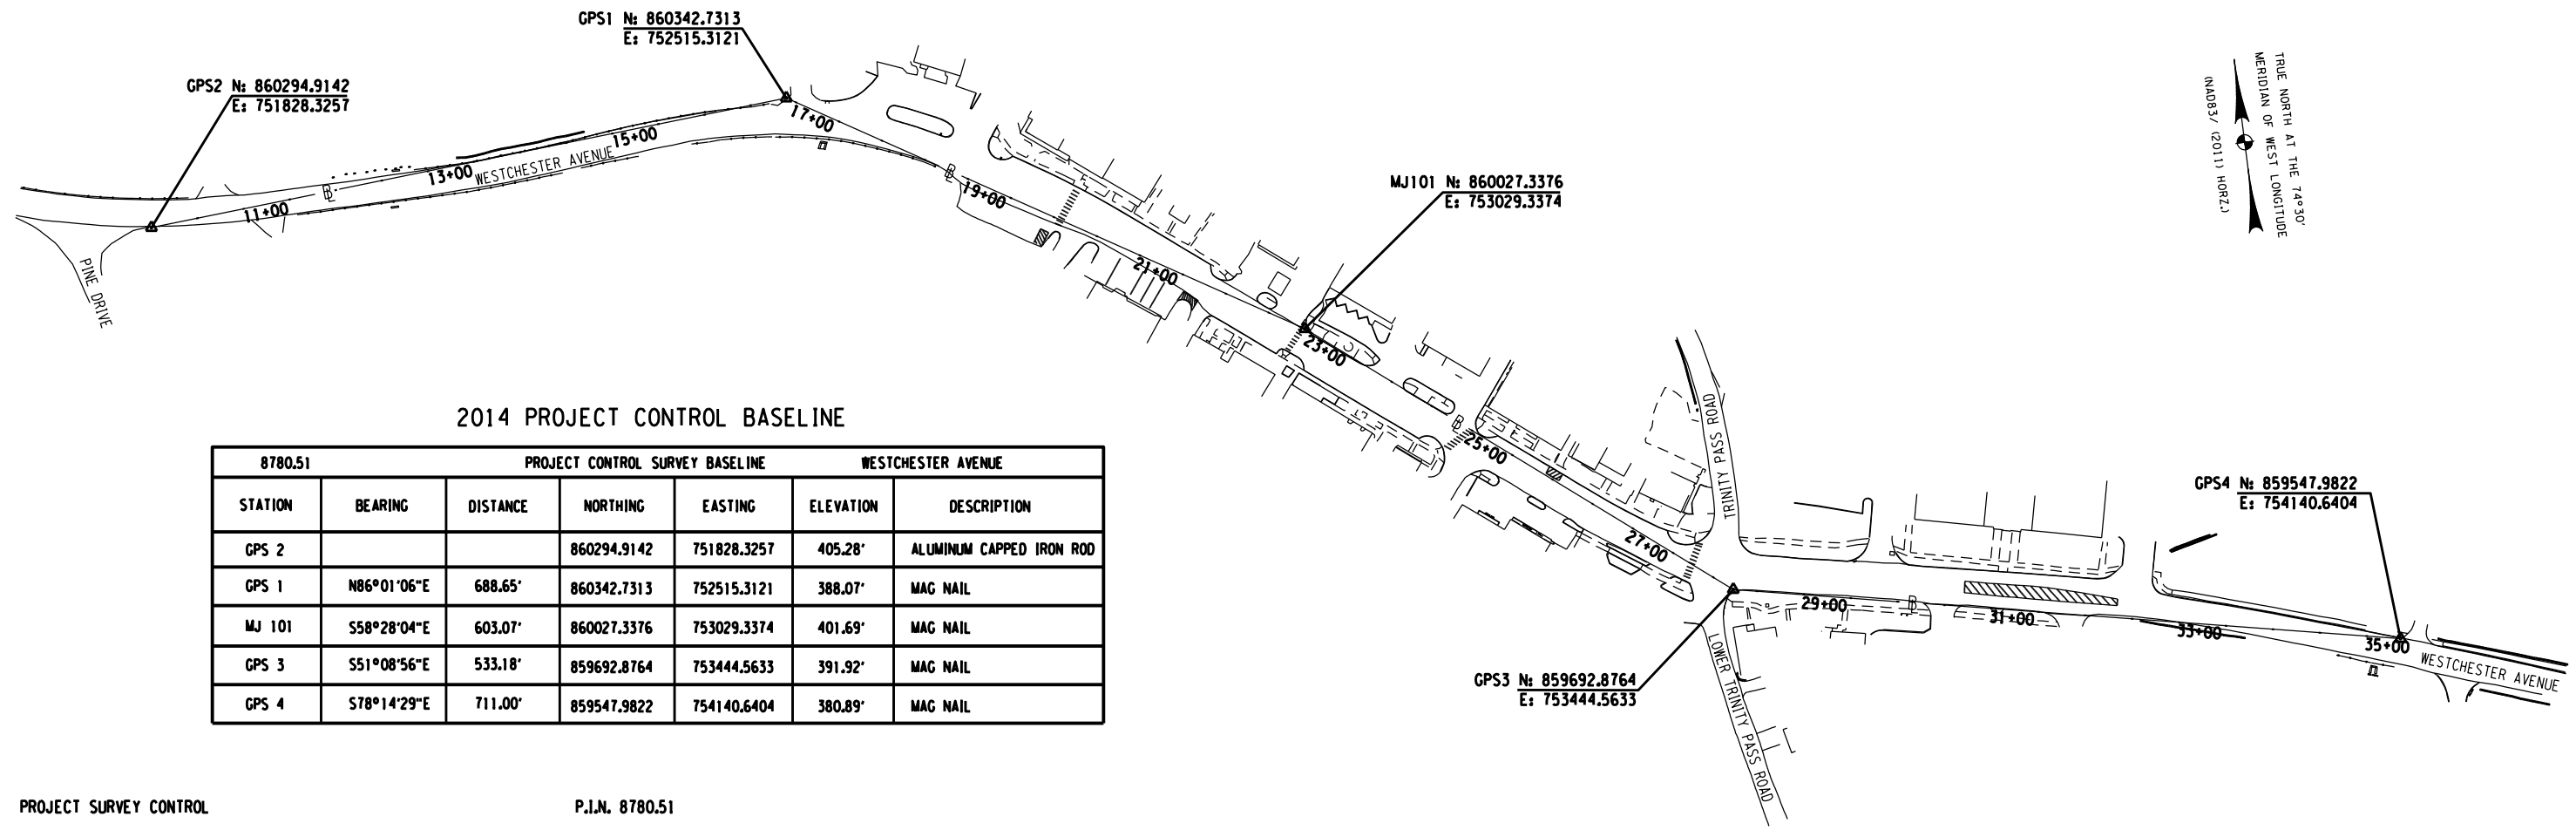 GPS1 N: 860342.7313
E: 752515.3121
GPS2 N: 860294.9142
E: 751828.3257
TRUE NORTH AT THE 74°30'
MERIDIAN OF WEST LONGITUDE
(NAD83/ (2011) HORZ.)
MJ101 N: 860027.3376
E: 753029.3374
11+00
13+00
15+00
WESTCHESTER AVENUE
17+00
19+00
21+00
23+00
25+00
27+00
29+00
31+00
33+00
35+00
B
B
B
B
PINE DRIVE
TRINITY PASS ROAD
LOWER TRINITY PASS ROAD
WESTCHESTER AVENUE
GPS4 N: 859547.9822
E: 754140.6404
GPS3 N: 859692.8764
E: 753444.5633
2014 PROJECT CONTROL BASELINE
8780.51 PROJECT CONTROL SURVEY BASELINE WESTCHESTER AVENUE
STATION BEARING DISTANCE NORTHING EASTING ELEVATION DESCRIPTION
GPS 2 860294.9142 751828.3257 405.28' ALUMINUM CAPPED IRON ROD
GPS 1 N86°01'06"E 688.65' 860342.7313 752515.3121 388.07' MAG NAIL
MJ 101 S58°28'04"E 603.07' 860027.3376 753029.3374 401.69' MAG NAIL
GPS 3 S51°08'56"E 533.18' 859692.8764 753444.5633 391.92' MAG NAIL
GPS 4 S78°14'29"E 711.00' 859547.9822 754140.6404 380.89' MAG NAIL
PROJECT SURVEY CONTROL P.I.N. 8780.51